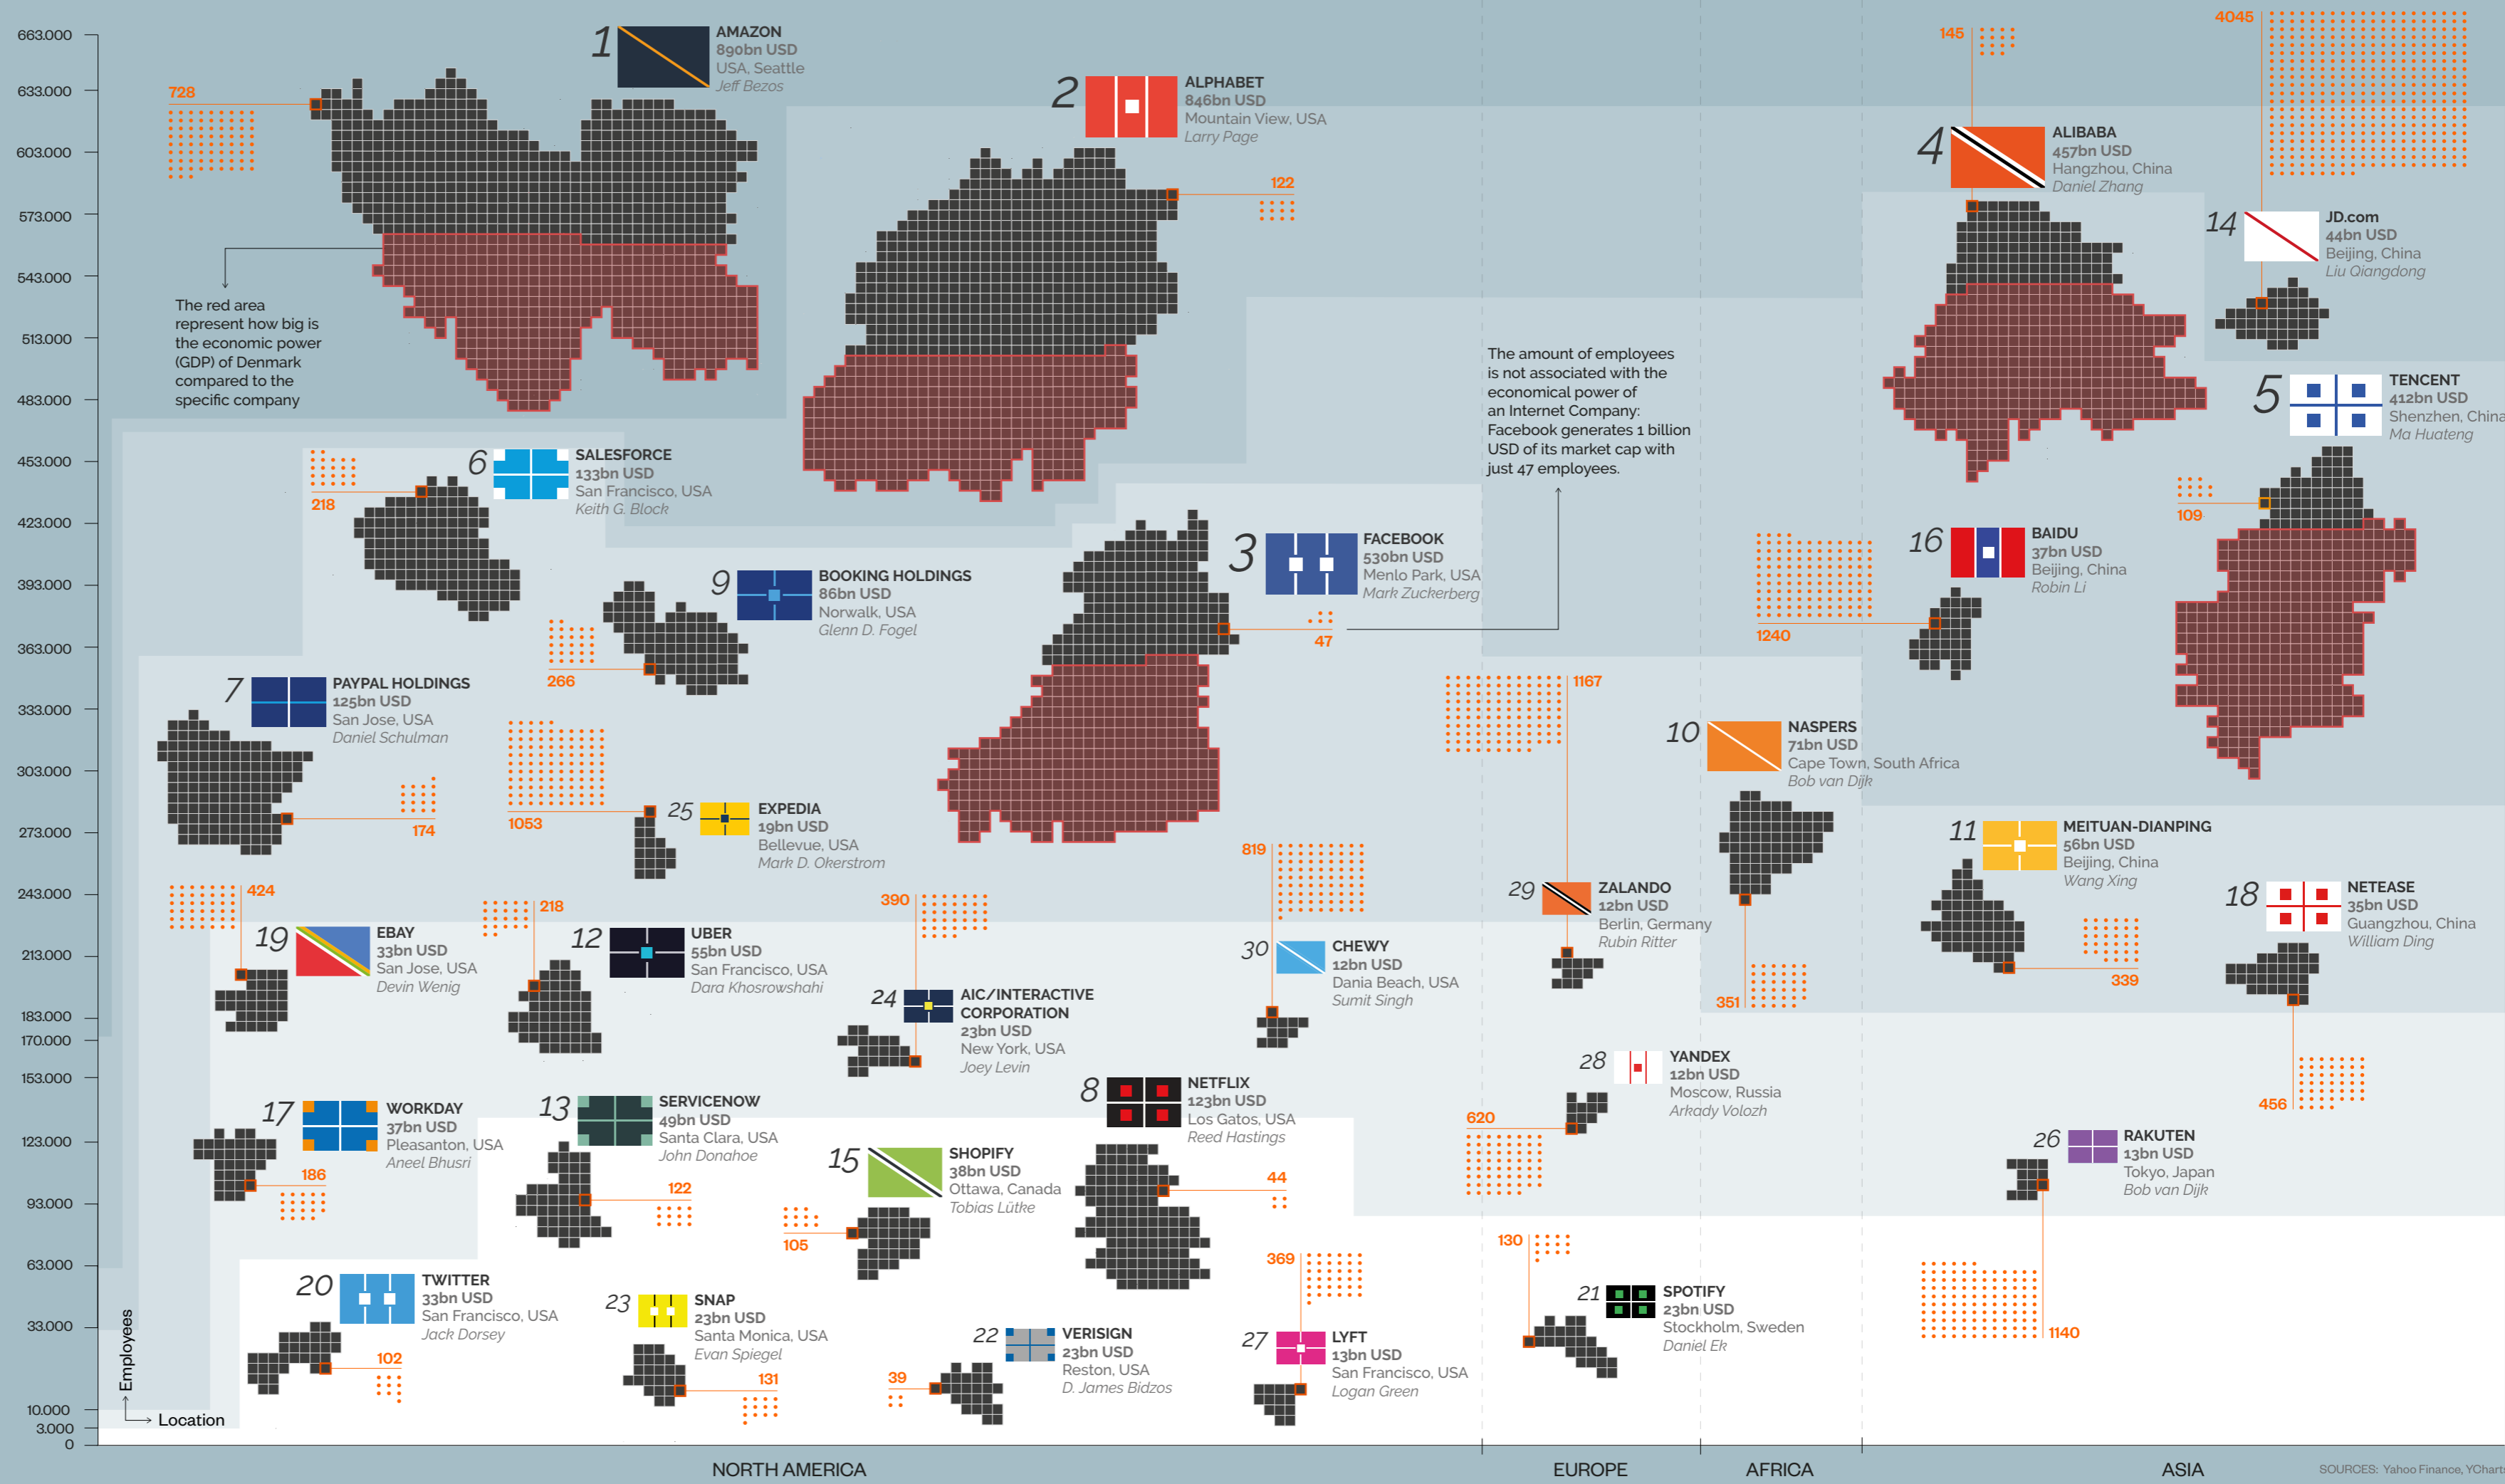 663.000
633.000
603.000
573.000
543.000
513.000
483.000
453.000
423.000
393.000
363.000
333.000
303.000
273.000
243.000
213.000
183.000
170.000
153.000
123.000
93.000
63.000
33.000
10.000
3.000
0
Employees
Location
1
AMAZON
890bn USD
USA, Seattle
Jeff Bezos
728
The red area
represent how big is
the economic power
(GDP) of Denmark
compared to the
specific company
2
ALPHABET
846bn USD
Mountain View, USA
Larry Page
122
4
ALIBABA
457bn USD
Hangzhou, China
Daniel Zhang
145
14
JD.com
44bn USD
Beijing, China
Liu Qiangdong
4045
The amount of employees
is not associated with the
economical power of
an Internet Company:
Facebook generates 1 billion
USD of its market cap with
just 47 employees.
5
TENCENT
412bn USD
Shenzhen, China
Ma Huateng
109
6
SALESFORCE
133bn USD
San Francisco, USA
Keith G. Block
218
3
FACEBOOK
530bn USD
Menlo Park, USA
Mark Zuckerberg
47
16
BAIDU
37bn USD
Beijing, China
Robin Li
1240
9
BOOKING HOLDINGS
86bn USD
Norwalk, USA
Glenn D. Fogel
266
7
PAYPAL HOLDINGS
125bn USD
San Jose, USA
Daniel Schulman
174
10
NASPERS
71bn USD
Cape Town, South Africa
Bob van Dijk
351
25
EXPEDIA
19bn USD
Bellevue, USA
Mark D. Okerstrom
1053
11
MEITUAN-DIANPING
56bn USD
Beijing, China
Wang Xing
339
29
ZALANDO
12bn USD
Berlin, Germany
Rubin Ritter
1167
18
NETEASE
35bn USD
Guangzhou, China
William Ding
456
19
EBAY
33bn USD
San Jose, USA
Devin Wenig
424
12
UBER
55bn USD
San Francisco, USA
Dara Khosrowshahi
218
30
CHEWY
12bn USD
Dania Beach, USA
Sumit Singh
819
24
AIC/INTERACTIVE
CORPORATION
23bn USD
New York, USA
Joey Levin
390
28
YANDEX
12bn USD
Moscow, Russia
Arkady Volozh
620
8
NETFLIX
123bn USD
Los Gatos, USA
Reed Hastings
44
17
WORKDAY
37bn USD
Pleasanton, USA
Aneel Bhusri
186
13
SERVICENOW
49bn USD
Santa Clara, USA
John Donahoe
122
15
SHOPIFY
38bn USD
Ottawa, Canada
Tobias Lütke
105
26
RAKUTEN
13bn USD
Tokyo, Japan
Bob van Dijk
1140
20
TWITTER
33bn USD
San Francisco, USA
Jack Dorsey
102
23
SNAP
23bn USD
Santa Monica, USA
Evan Spiegel
131
22
VERISIGN
23bn USD
Reston, USA
D. James Bidzos
39
27
LYFT
13bn USD
San Francisco, USA
Logan Green
369
21
SPOTIFY
23bn USD
Stockholm, Sweden
Daniel Ek
130
NORTH AMERICA
EUROPE
AFRICA
ASIA
SOURCES: Yahoo Finance, YChart